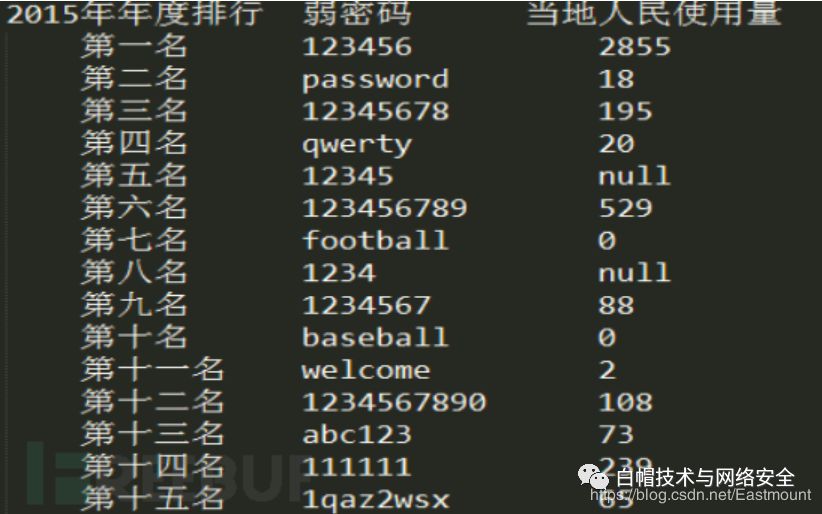 2015年年度排行 弱密码 当地人民使用量
第一名 123456 2855
第二名 password 18
第三名 12345678 195
第四名 qwerty 20
第五名 12345 null
第六名 123456789 529
第七名 football 0
第八名 1234 null
第九名 1234567 88
第十名 baseball 0
第十一名 welcome 2
第十二名 1234567890 108
第十三名 abc123 73
第十四名 111111 239
第十五名 1qaz2wsx 65
REEBUF
白帽技术与网络安全
https://blog.csdn.net/Eastmount